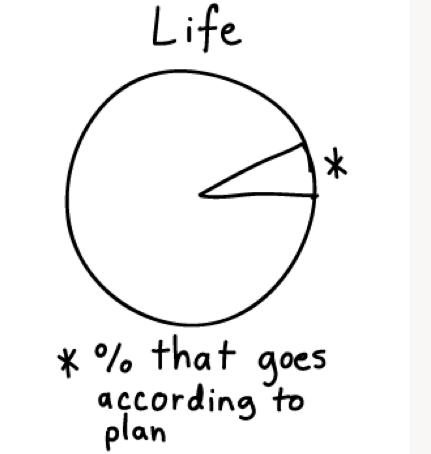 Life
*
* % that goes
according to
plan